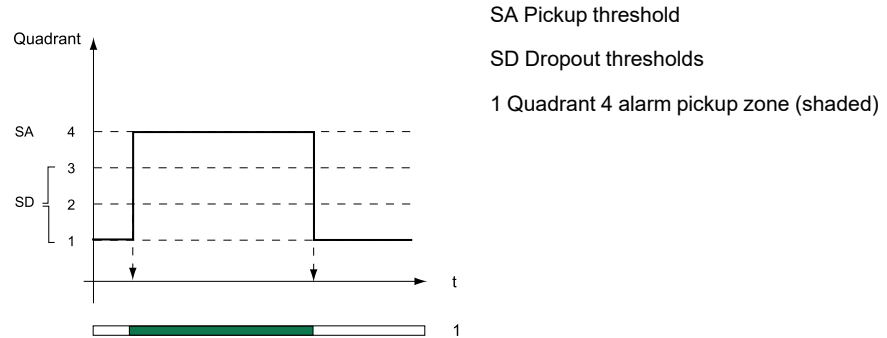 SA Pickup threshold
SD Dropout thresholds
1 Quadrant 4 alarm pickup zone (shaded)
Quadrant
SA 4
3
SD 2
1
t
1